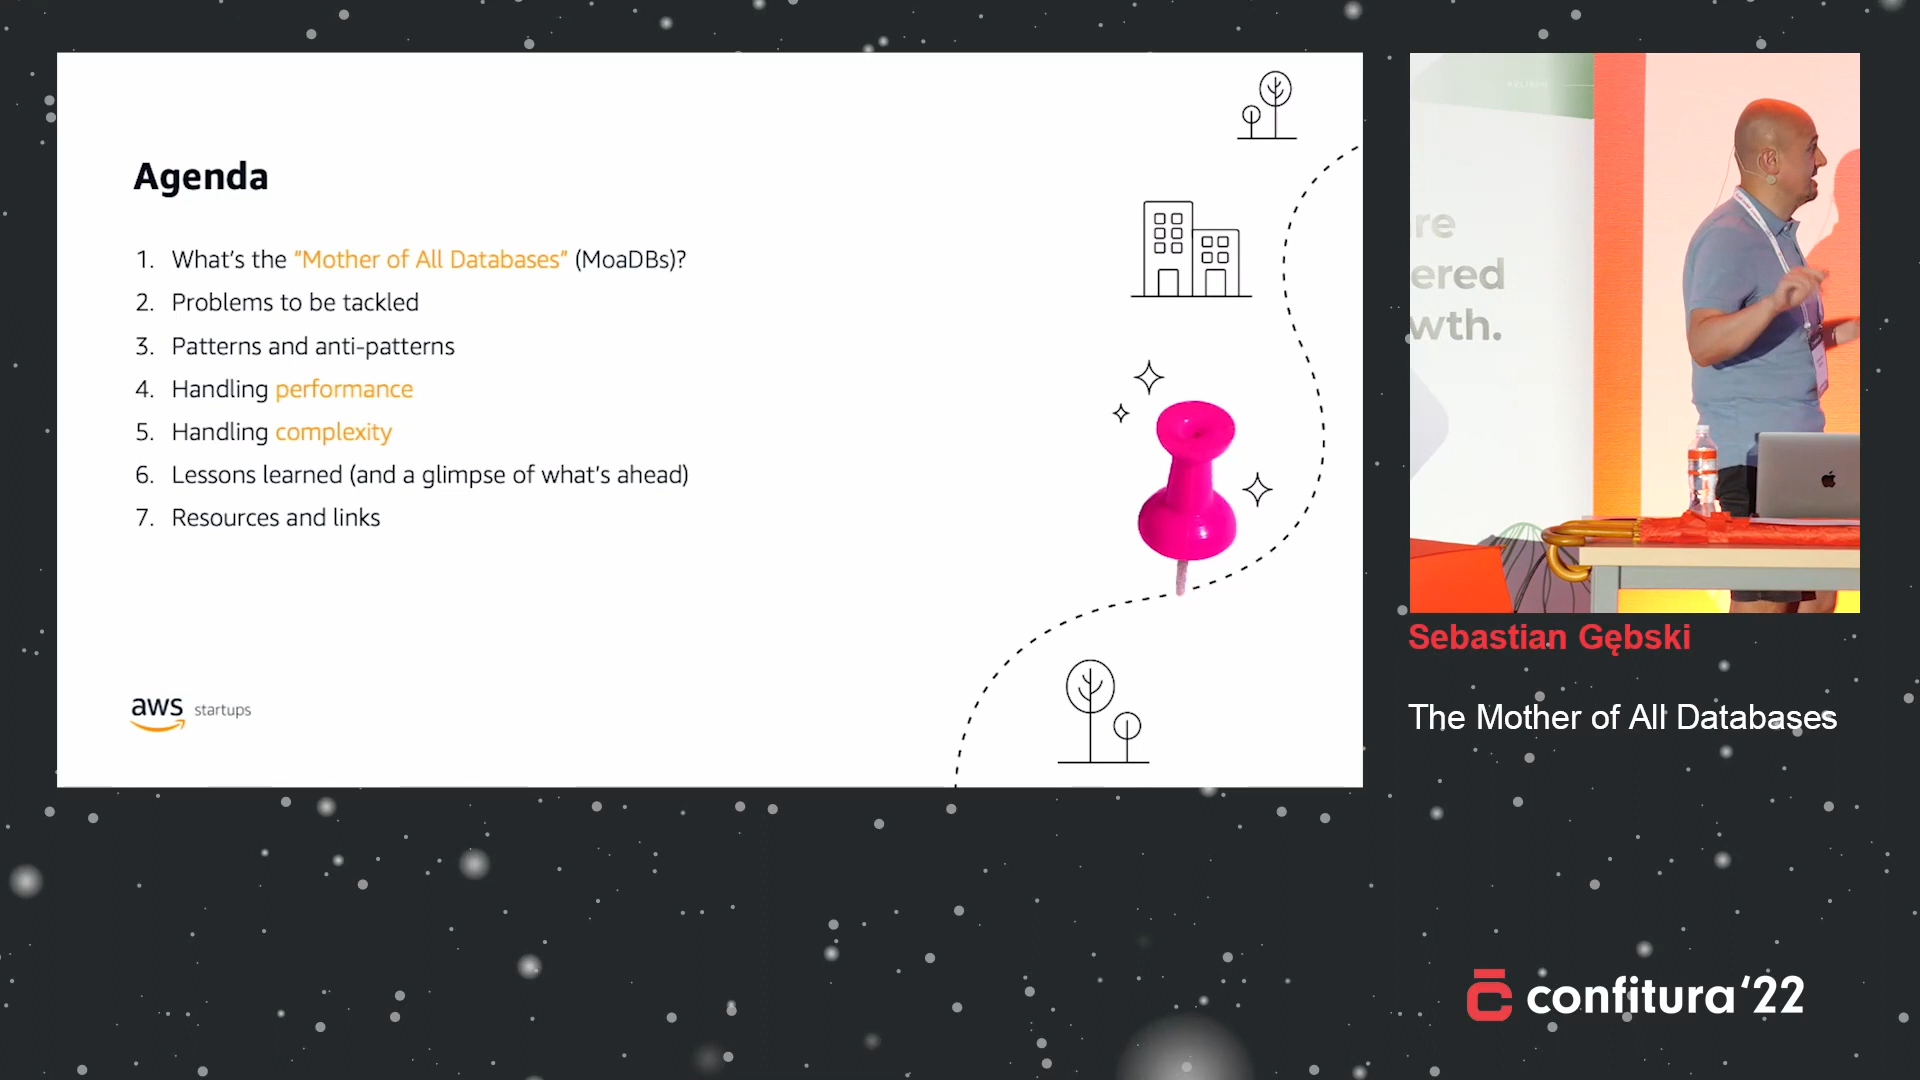 Agenda
1. What's the "Mother of All Databases" (MoaDBs)?
2. Problems to be tackled
3. Patterns and anti-patterns
4. Handling performance
5. Handling complexity
6. Lessons learned (and a glimpse of what's ahead)
7. Resources and links
aws startups
re
ered
wth.
Sebastian Gębski
The Mother of All Databases
confitura '22